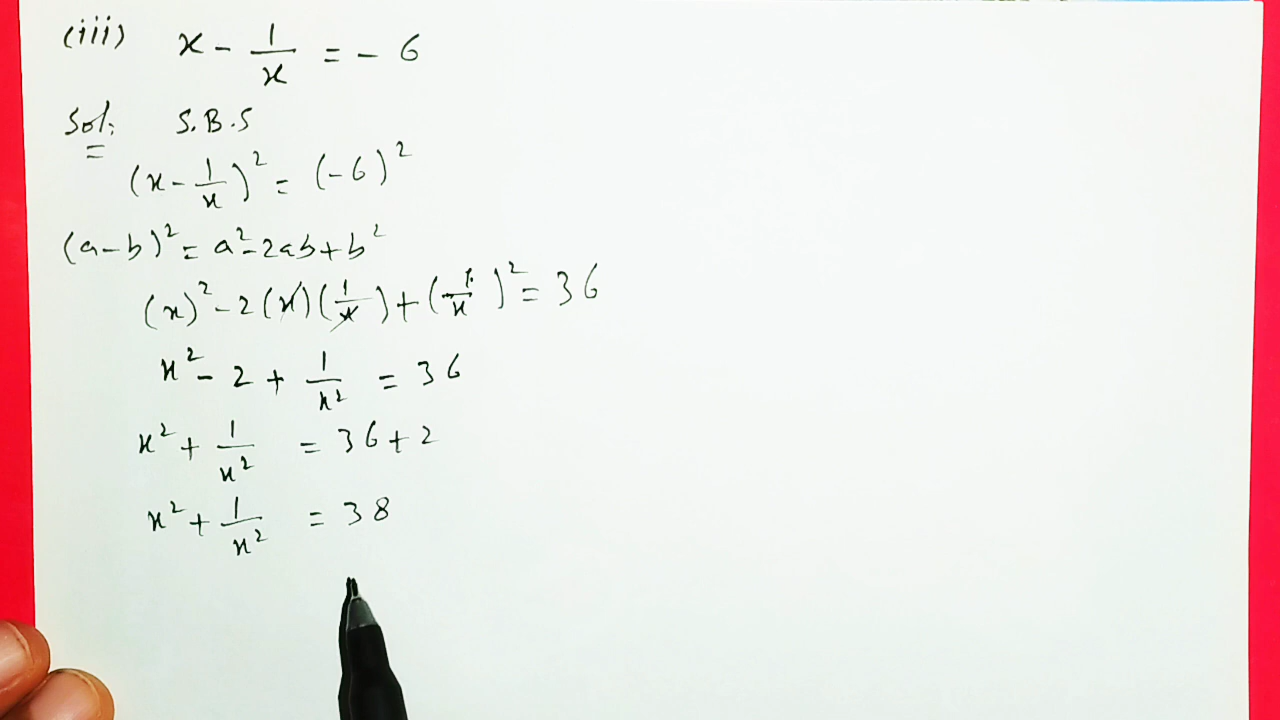 (iii) x - 1/x = - 6
Sol: S.B.S
(x - 1/x)² = (-6)²
(a-b)² = a²-2ab+b²
(x)² - 2(x)(1/x) + (1/x)² = 36
x² - 2 + 1/x² = 36
x² + 1/x² = 36+2
x² + 1/x² = 38